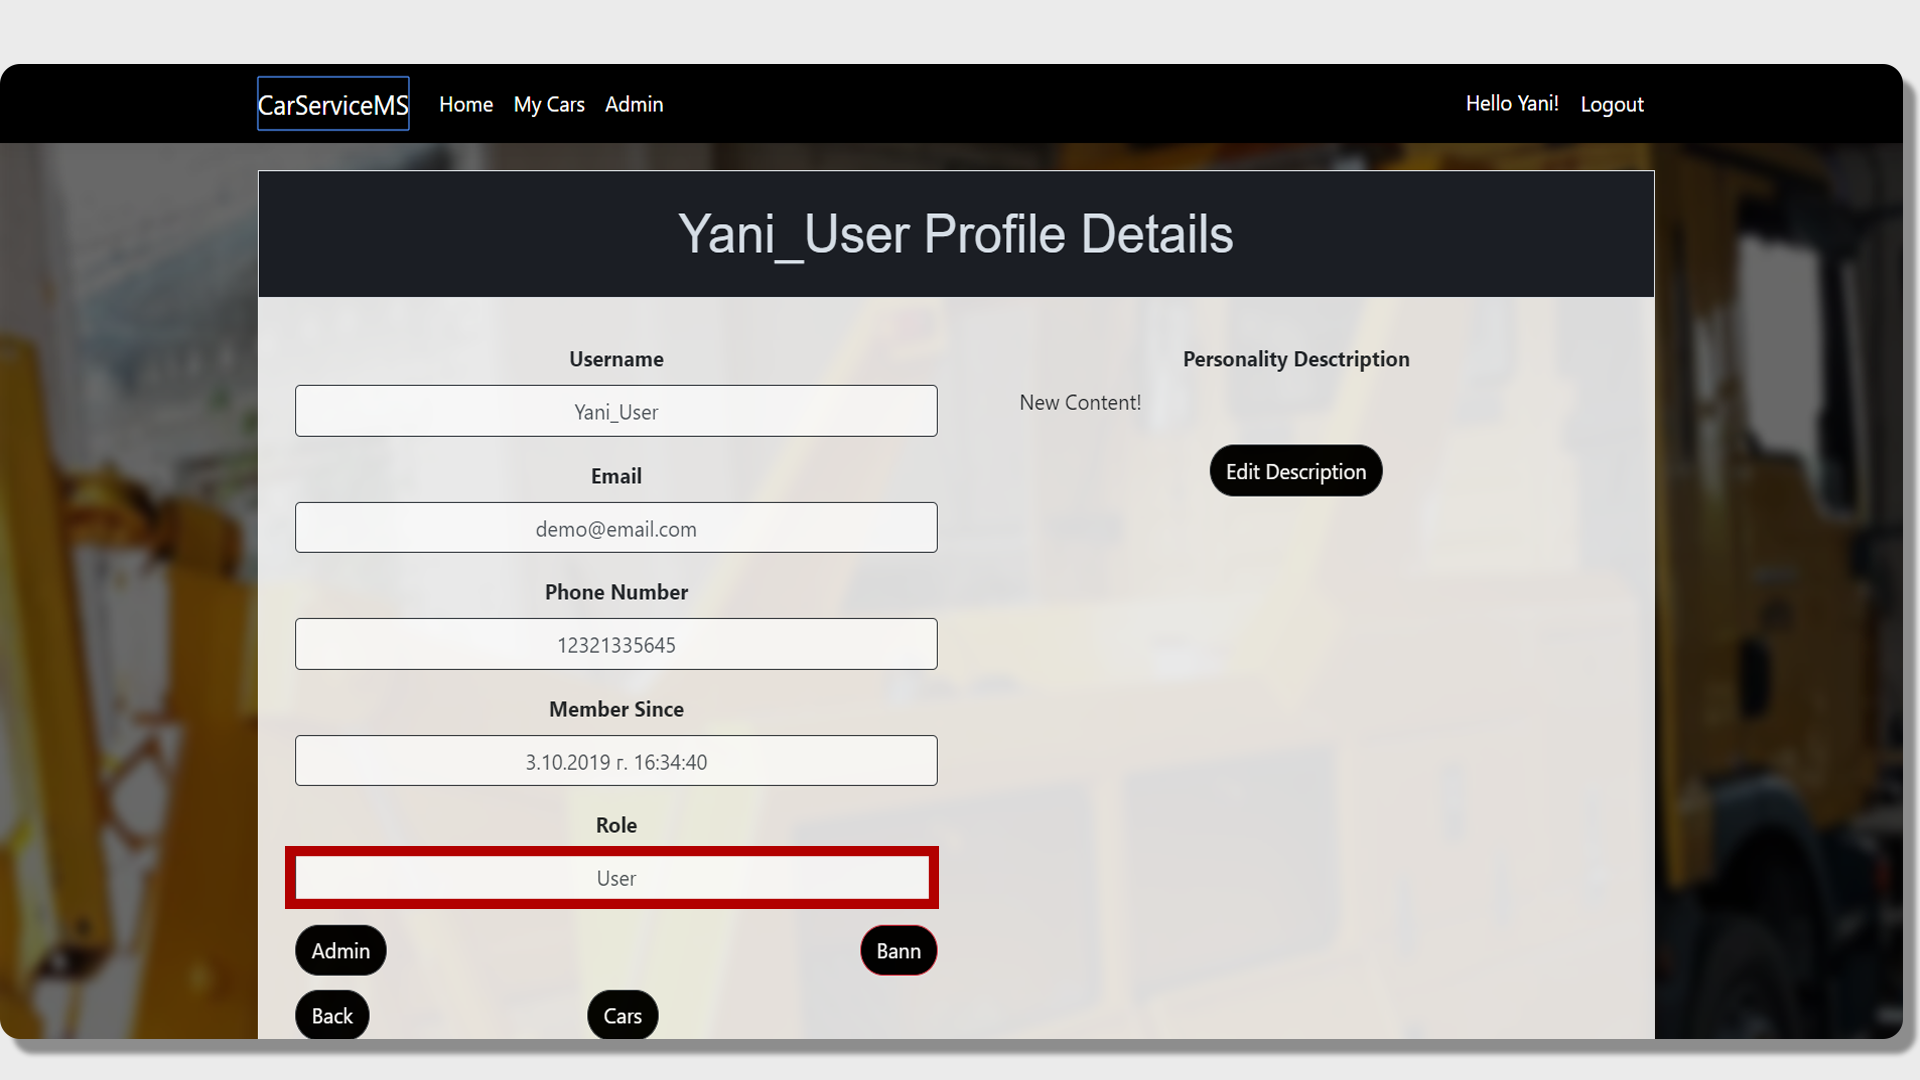 CarServiceMS Home My Cars Admin Hello Yani! Logout
Yani_User Profile Details
Username
Yani_User
Email
demo@email.com
Phone Number
12321335645
Member Since
3.10.2019 г. 16:34:40
Role
User
Admin Bann
Back Cars
Personality Desctription
New Content!
Edit Description